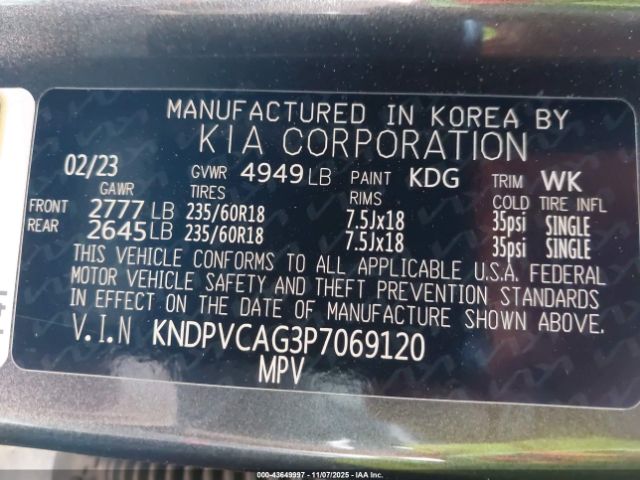 MANUFACTURED IN KOREA BY
KIA CORPORATION
02/23 GVWR 4949 LB PAINT KDG TRIM WK
GAWR TIRES RIMS COLD TIRE INFL
FRONT 2777 LB 235/60R18 7.5Jx18 35psi SINGLE
REAR 2645 LB 235/60R18 7.5Jx18 35psi SINGLE
THIS VEHICLE CONFORMS TO ALL APPLICABLE U.S.A. FEDERAL
MOTOR VEHICLE SAFETY AND THEFT PREVENTION STANDARDS
IN EFFECT ON THE DATE OF MANUFACTURE SHOWN ABOVE.
V.I.N KNDPVCAG3P7069120
MPV
000-43649997 - 11/07/2025 - IAA Inc.